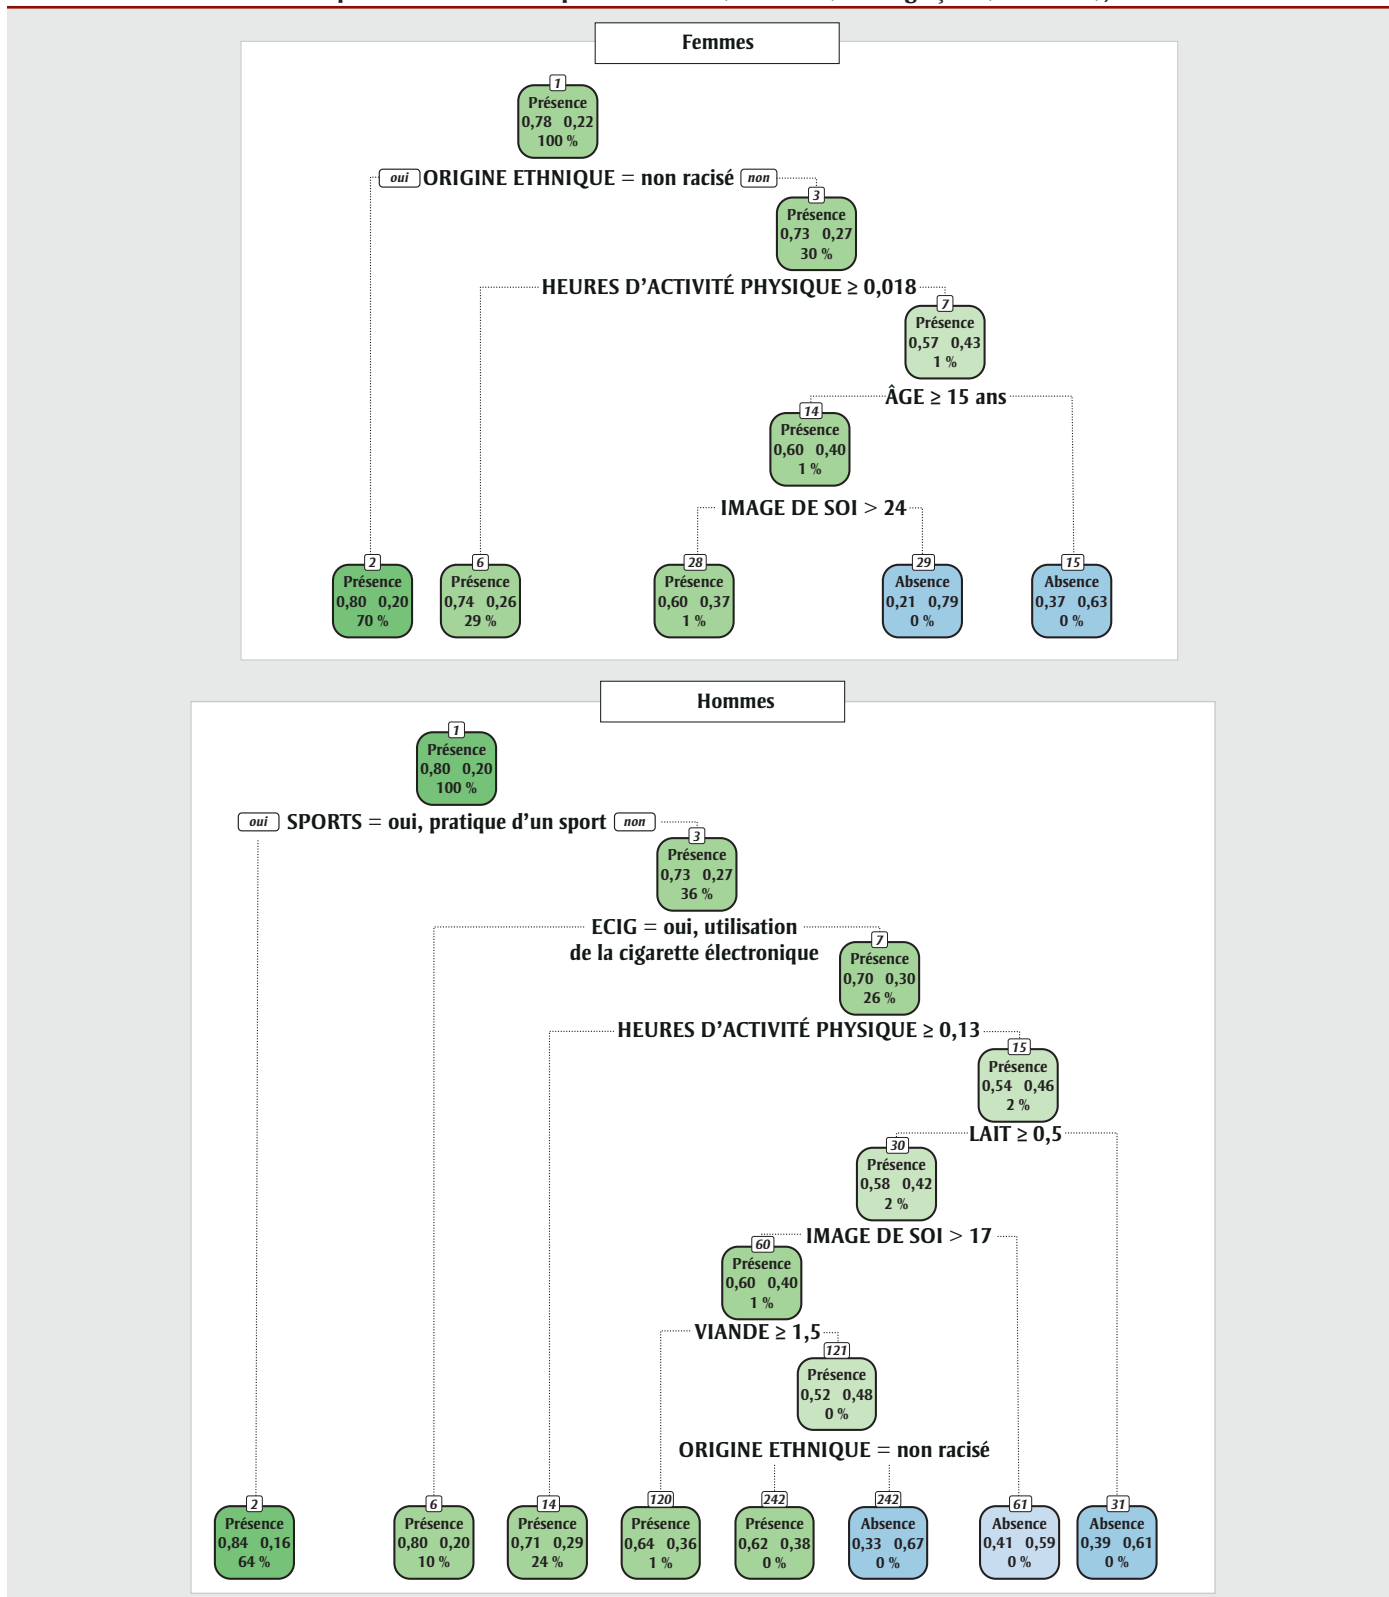 Femmes
1
Présence
0,78 0,22
100 %
oui ORIGINE ETHNIQUE = non racisé non
3
Présence
0,73 0,27
30 %
HEURES D’ACTIVITÉ PHYSIQUE ≥ 0,018
7
Présence
0,57 0,43
1 %
ÂGE ≥ 15 ans
14
Présence
0,60 0,40
1 %
IMAGE DE SOI > 24
2
Présence
0,80 0,20
70 %
6
Présence
0,74 0,26
29 %
28
Présence
0,60 0,37
1 %
29
Absence
0,21 0,79
0 %
15
Absence
0,37 0,63
0 %
Hommes
1
Présence
0,80 0,20
100 %
oui SPORTS = oui, pratique d’un sport non
3
Présence
0,73 0,27
36 %
ECIG = oui, utilisation
de la cigarette électronique
7
Présence
0,70 0,30
26 %
HEURES D’ACTIVITÉ PHYSIQUE ≥ 0,13
15
Présence
0,54 0,46
2 %
LAIT ≥ 0,5
30
Présence
0,58 0,42
2 %
IMAGE DE SOI > 17
60
Présence
0,60 0,40
1 %
VIANDE ≥ 1,5
121
Présence
0,52 0,48
0 %
ORIGINE ETHNIQUE = non racisé
2
Présence
0,84 0,16
64 %
6
Présence
0,80 0,20
10 %
14
Présence
0,71 0,29
24 %
120
Présence
0,64 0,36
1 %
242
Présence
0,62 0,38
0 %
242
Absence
0,33 0,67
0 %
61
Absence
0,41 0,59
0 %
31
Absence
0,39 0,61
0 %